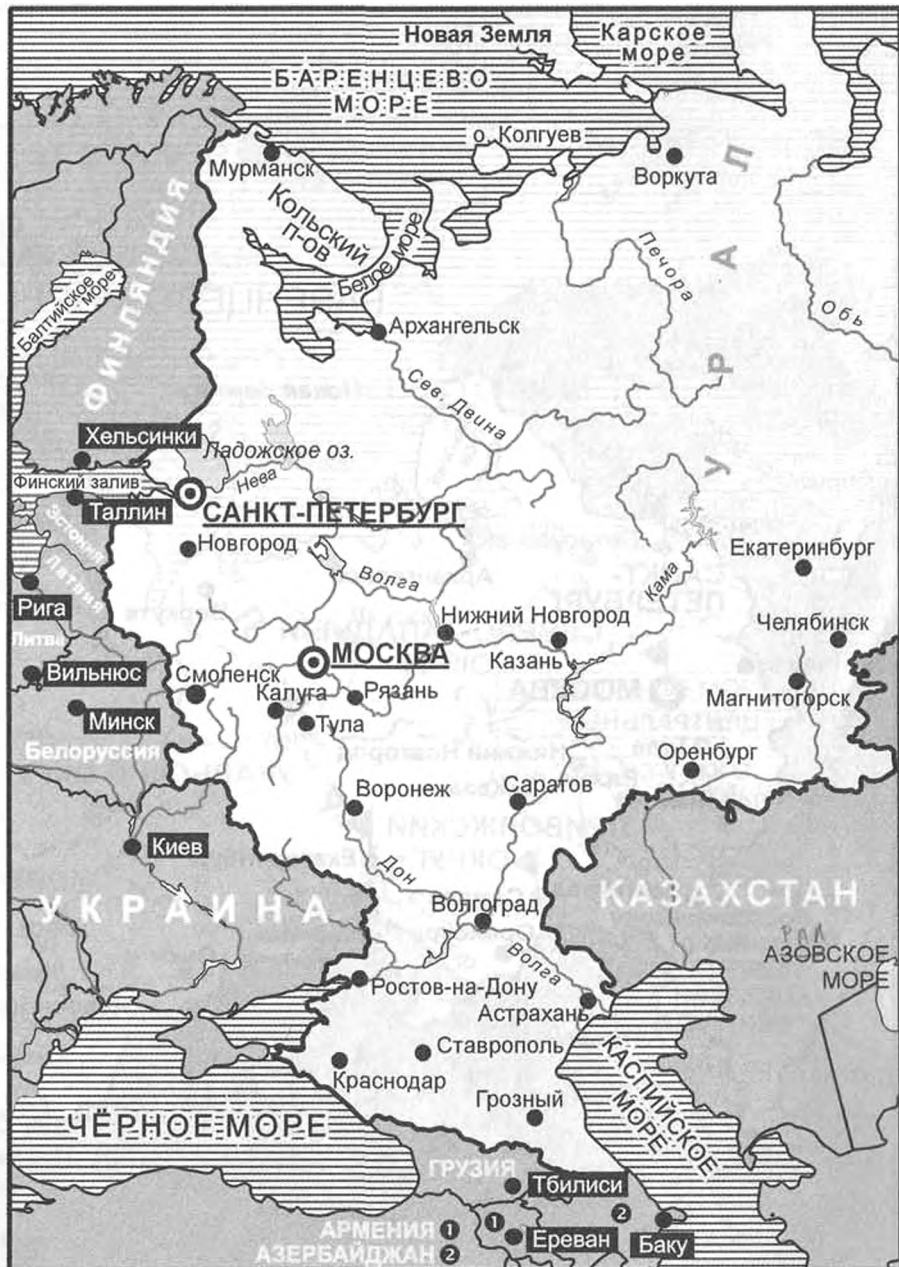 Новая Земля
Карское
море
БАРЕНЦЕВО
МОРЕ
о. Колгуев
Мурманск
Воркута
Кольский
п-ов
Белое море
Печора
УРАЛ
Обь
Финляндия
Балтийское
море
Архангельск
Сев. Двина
Хельсинки
Ладожское оз.
Нева
Финский залив
Таллин
САНКТ-ПЕТЕРБУРГ
Эстония
Новгород
Латвия
Волга
Кама
Екатеринбург
Рига
Нижний Новгород
Челябинск
Литва
МОСКВА
Казань
Вильнюс
Смоленск
Калуга
Рязань
Магнитогорск
Минск
Тула
Белоруссия
Оренбург
Воронеж
Саратов
Киев
Дон
УКРАИНА
КАЗАХСТАН
Волгоград
Волга
АЗОВСКОЕ
МОРЕ
Ростов-на-Дону
Астрахань
Ставрополь
Краснодар
КАСПИЙСКОЕ
МОРЕ
Грозный
ЧЁРНОЕ МОРЕ
ГРУЗИЯ
Тбилиси
АРМЕНИЯ 1
1
2
АЗЕРБАЙДЖАН 2
Ереван
Баку